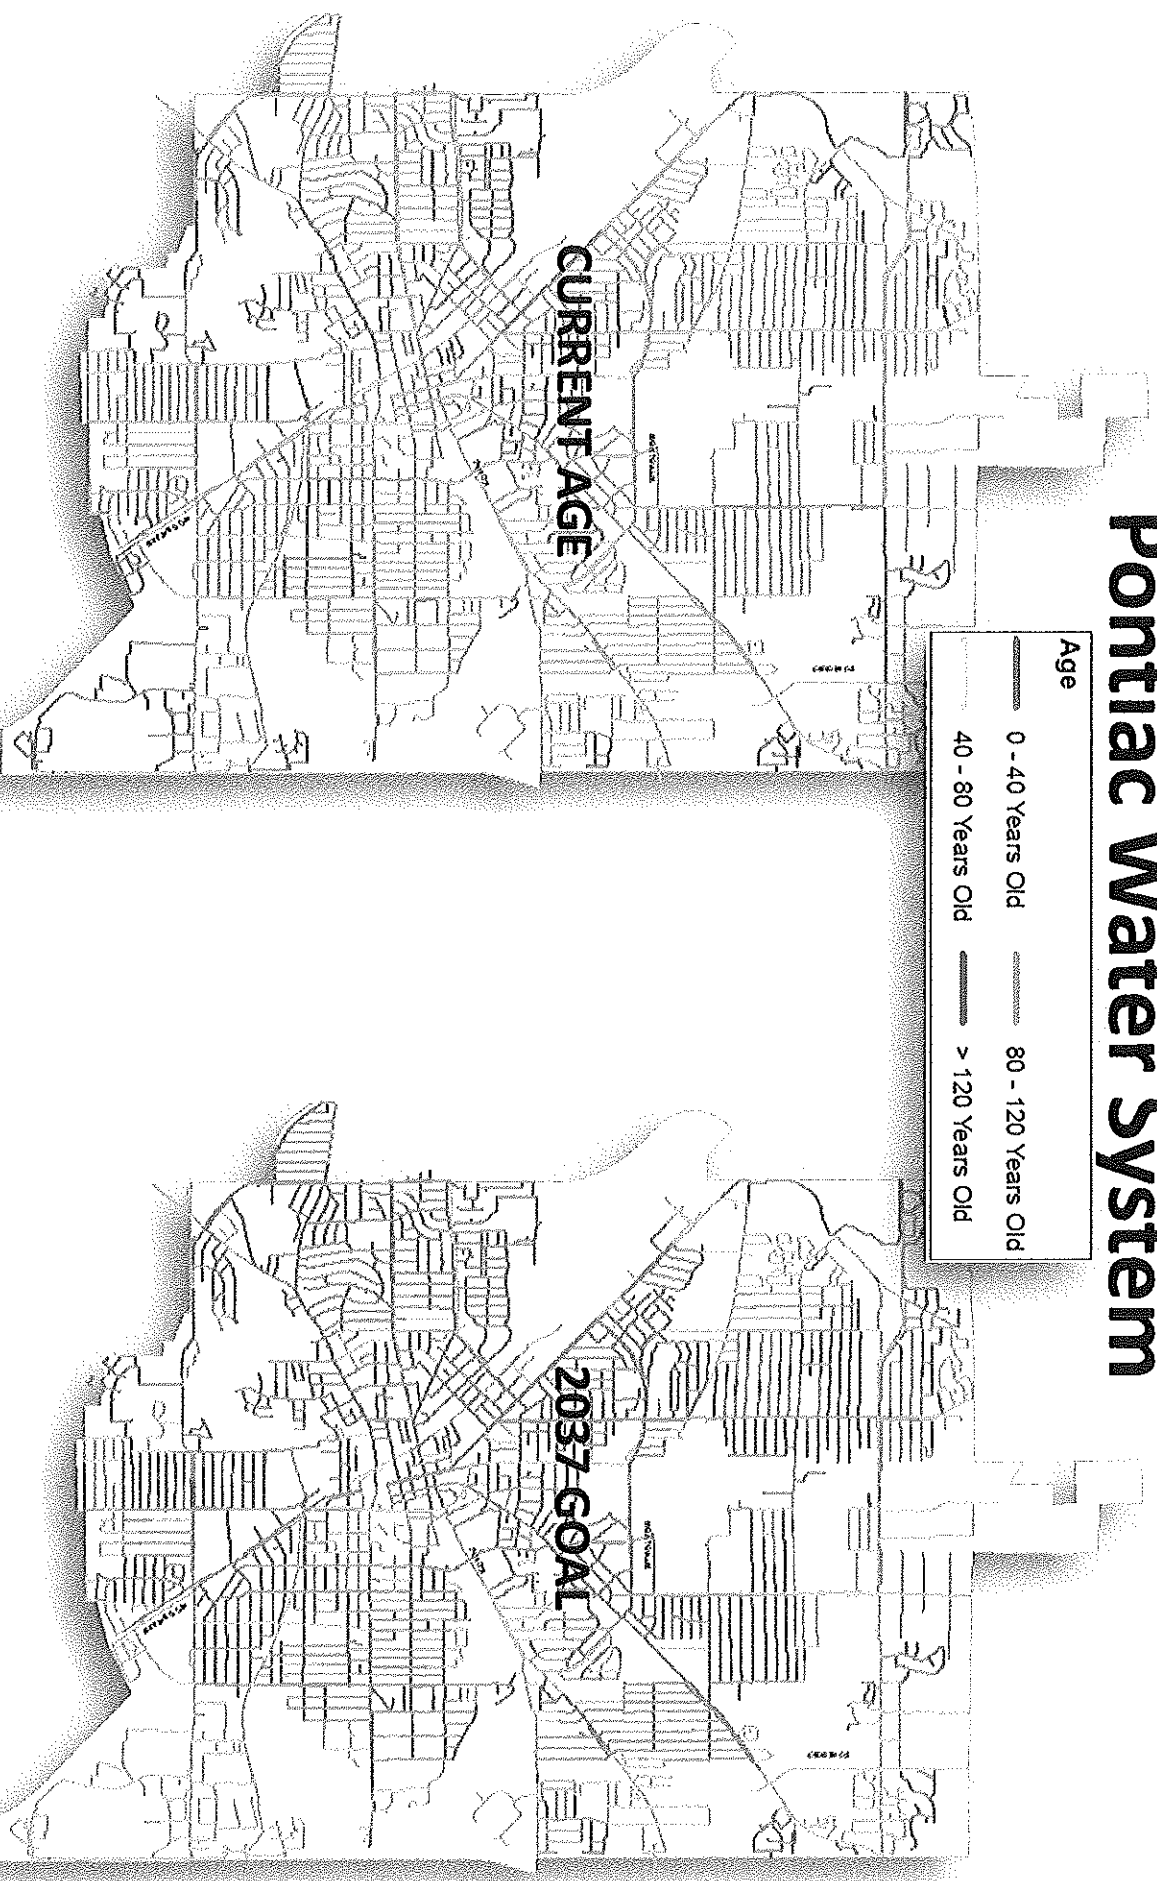 Pontiac Water System
Age
0 - 40 Years Old
80 - 120 Years Old
40 - 80 Years Old
> 120 Years Old
CURRENT AGE
2037 GOAL